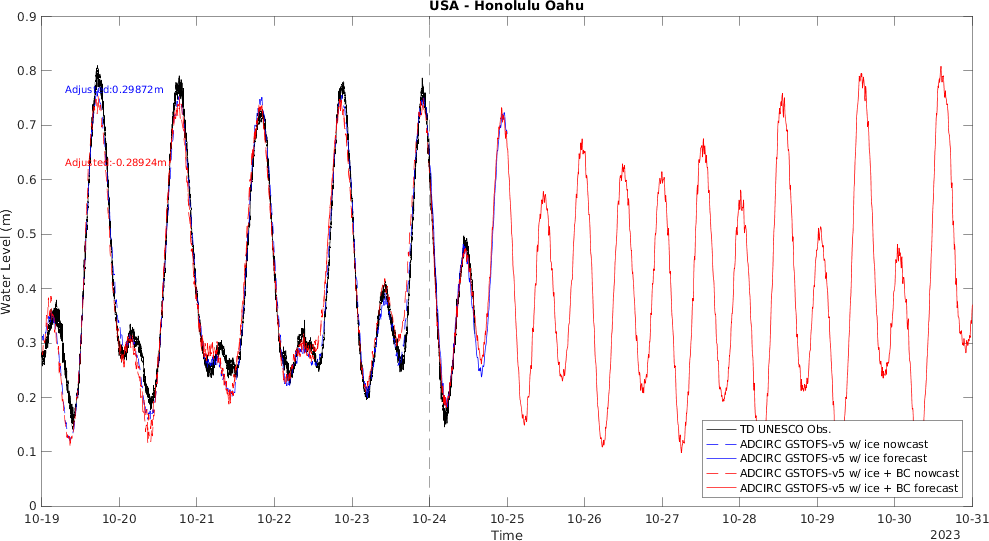 USA - Honolulu Oahu
0.9
0.8
0.7
0.6
0.5
0.4
0.3
0.2
0.1
0
Water Level (m)
Adjusted:0.29872m
Adjusted:-0.28924m
TD UNESCO Obs.
ADCIRC GSTOFS-v5 w/ ice nowcast
ADCIRC GSTOFS-v5 w/ ice forecast
ADCIRC GSTOFS-v5 w/ ice + BC nowcast
ADCIRC GSTOFS-v5 w/ ice + BC forecast
10-19 10-20 10-21 10-22 10-23 10-24 10-25 10-26 10-27 10-28 10-29 10-30 10-31
Time
2023